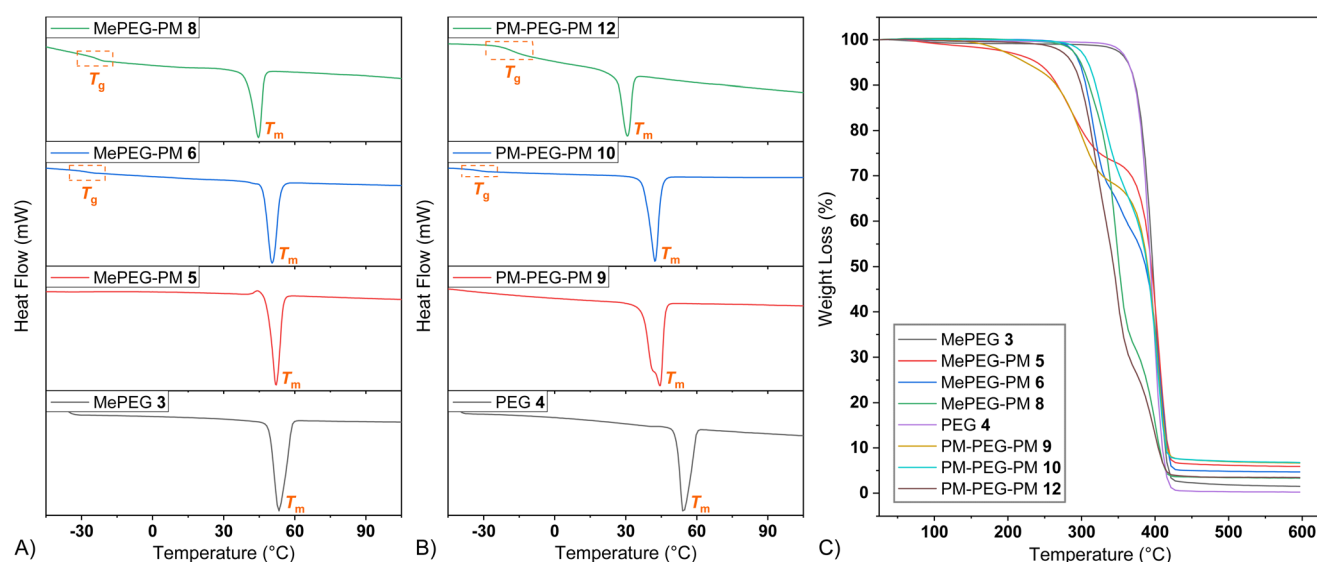 MePEG-PM 8
Tg
Tm
MePEG-PM 6
Tg
Tm
MePEG-PM 5
Tm
MePEG 3
Tm
Heat Flow (mW)
-30 0 30 60 90
Temperature (°C)
A)
PM-PEG-PM 12
Tg
Tm
PM-PEG-PM 10
Tg
Tm
PM-PEG-PM 9
Tm
PEG 4
Tm
Heat Flow (mW)
-30 0 30 60 90
Temperature (°C)
B)
100
90
80
70
60
50
40
30
20
10
0
Weight Loss (%)
MePEG 3
MePEG-PM 5
MePEG-PM 6
MePEG-PM 8
PEG 4
PM-PEG-PM 9
PM-PEG-PM 10
PM-PEG-PM 12
100 200 300 400 500 600
Temperature (°C)
C)